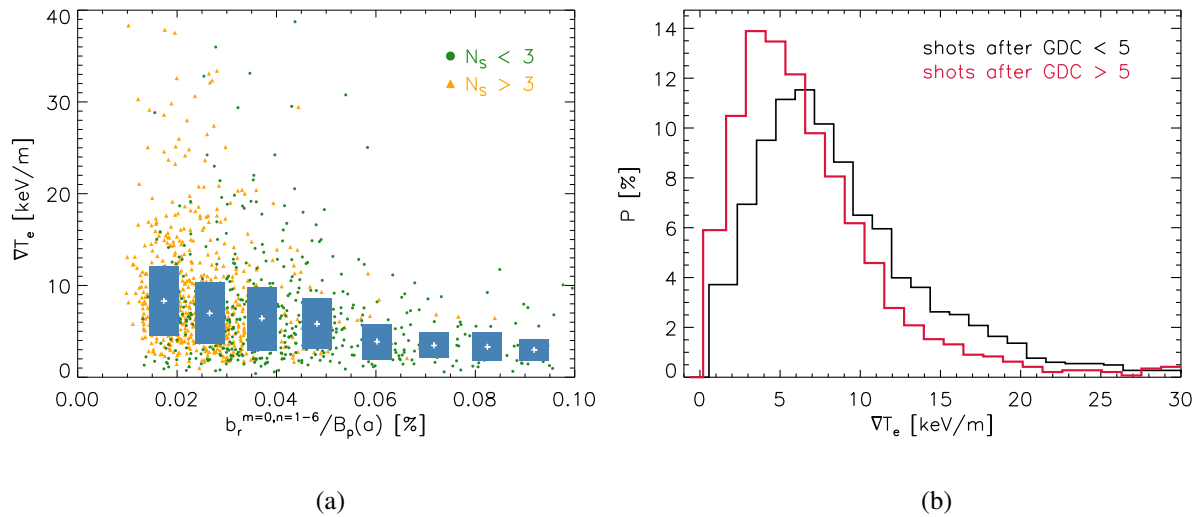 40
30
20
10
0
∇Tₑ [keV/m]
● N_S < 3
▲ N_S > 3
0.00 0.02 0.04 0.06 0.08 0.10
b_r^{m=0,n=1−6}/B_p(a) [%]
(a)
14
12
10
8
6
4
2
0
P [%]
shots after GDC < 5
shots after GDC > 5
0 5 10 15 20 25 30
∇Tₑ [keV/m]
(b)